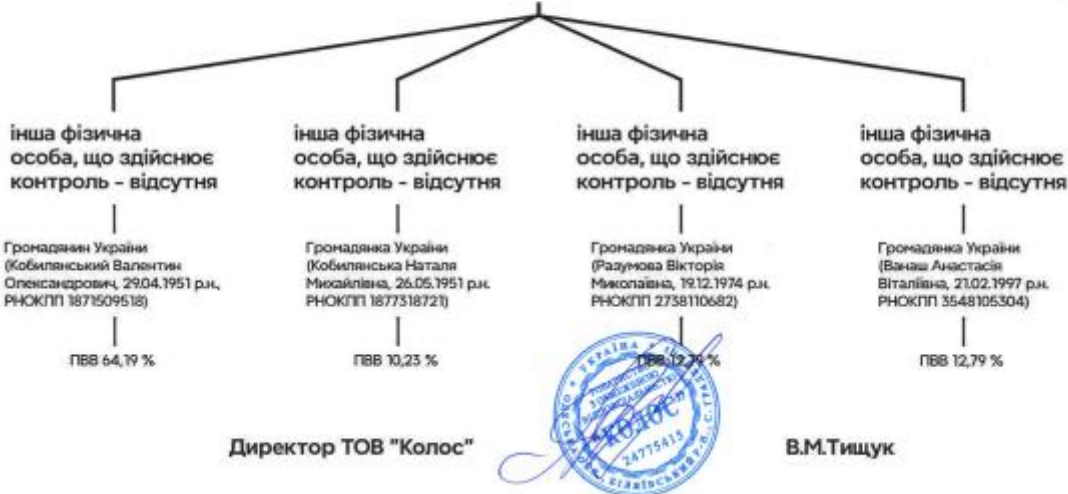 інша фізична
особа, що здійснює
контроль - відсутня
інша фізична
особа, що здійснює
контроль - відсутня
інша фізична
особа, що здійснює
контроль - відсутня
інша фізична
особа, що здійснює
контроль - відсутня
Громадянин України
(Кобилянський Валентин
Олександрович, 29.04.1951 р.н.,
РНОКПП 1871509518)
Громадянка України
(Кобилянська Наталя
Михайлівна, 26.05.1951 р.н.
РНОКПП 1877318721)
Громадянка України
(Разумова Вікторія
Миколаївна, 19.12.1974 р.н.
РНОКПП 2738110682)
Громадянка України
(Ванаш Анастасія
Віталіївна, 21.02.1997 р.н.
РНОКПП 3548105304)
ПВВ 64,19 %
ПВВ 10,23 %
ПВВ 12,79 %
ПВВ 12,79 %
УКРАЇНА
ТОВАРИСТВО
З ОБМЕЖЕНОЮ
ВІДПОВІДАЛЬНІСТЮ
"КОЛОС"
24775415
Директор ТОВ "Колос"
В.М.Тищук